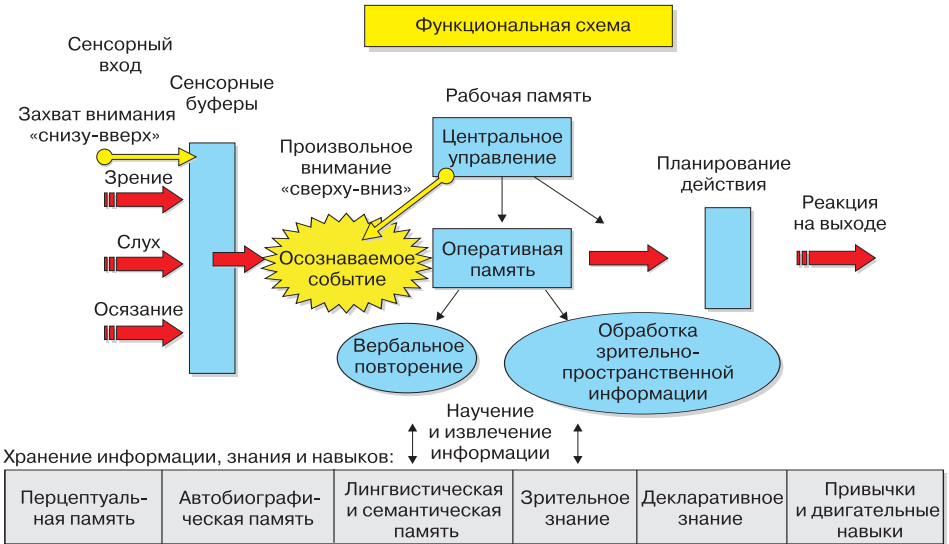 Функциональная схема
Сенсорный
вход
Сенсорные
буферы
Захват внимания
«снизу-вверх»
Зрение
Слух
Осязание
Произвольное
внимание
«сверху-вниз»
Осознаваемое
событие
Рабочая память
Центральное
управление
Оперативная
память
Вербальное
повторение
Обработка
зрительно-
пространственной
информации
Планирование
действия
Реакция
на выходе
Научение
и извлечение
информации
Хранение информации, знания и навыков:
Перцептуаль-
ная память
Автобиографи-
ческая память
Лингвистическая
и семантическая
память
Зрительное
знание
Декларативное
знание
Привычки
и двигательные
навыки